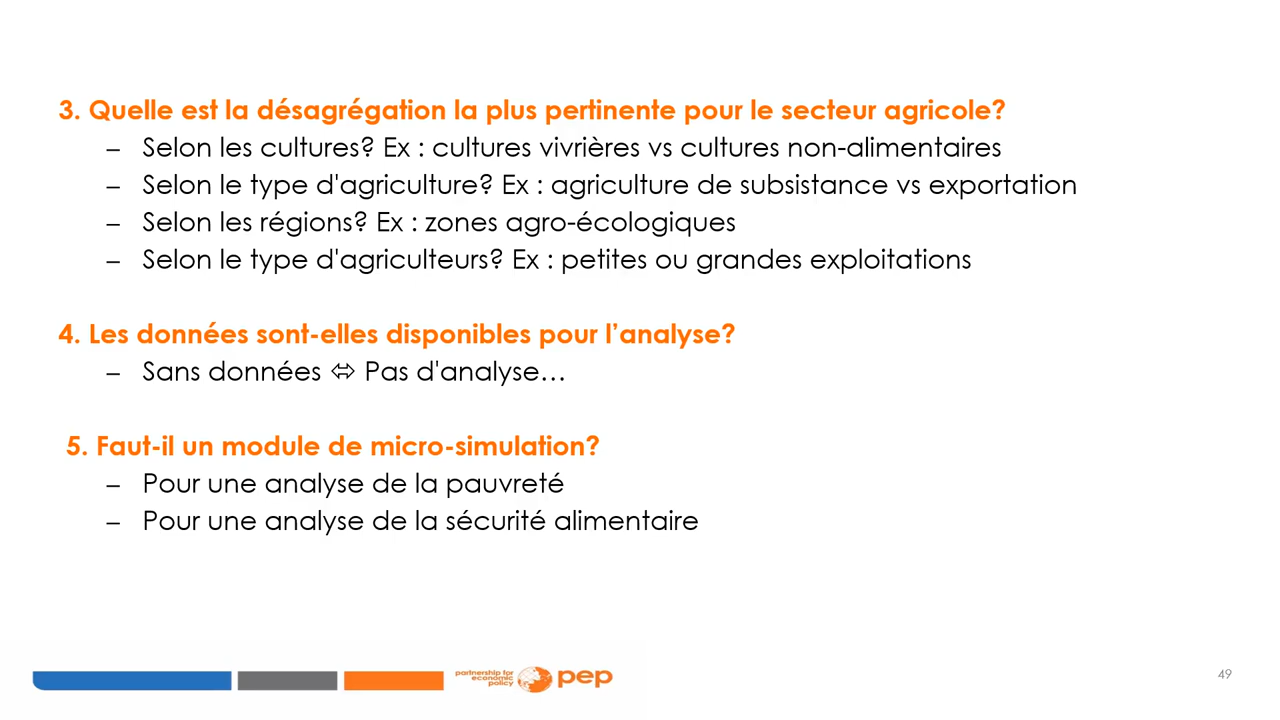 3. Quelle est la désagrégation la plus pertinente pour le secteur agricole?
– Selon les cultures? Ex : cultures vivrières vs cultures non-alimentaires
– Selon le type d'agriculture? Ex : agriculture de subsistance vs exportation
– Selon les régions? Ex : zones agro-écologiques
– Selon le type d'agriculteurs? Ex : petites ou grandes exploitations
4. Les données sont-elles disponibles pour l’analyse?
– Sans données ⬄ Pas d'analyse…
5. Faut-il un module de micro-simulation?
– Pour une analyse de la pauvreté
– Pour une analyse de la sécurité alimentaire
partnership for
economic
policy
pep
49